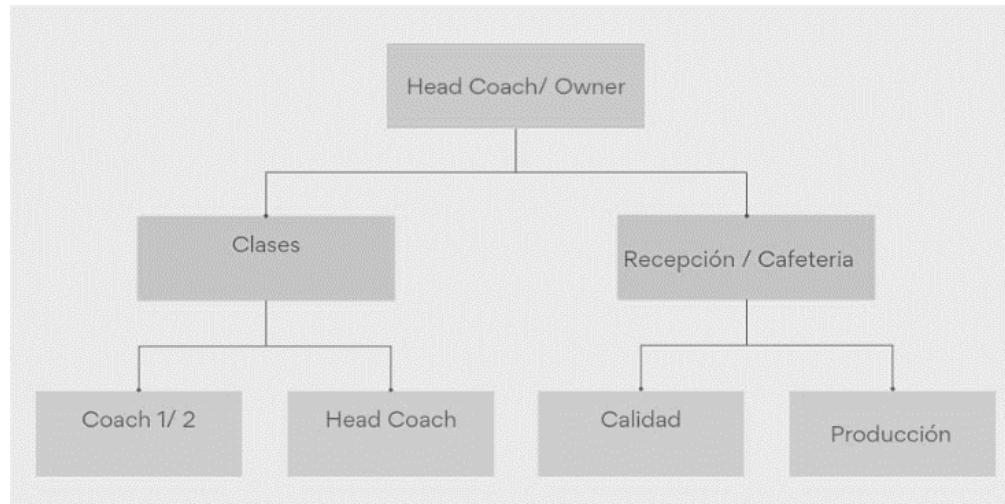 Head Coach/ Owner
Clases
Recepción / Cafeteria
Coach 1/ 2
Head Coach
Calidad
Producción